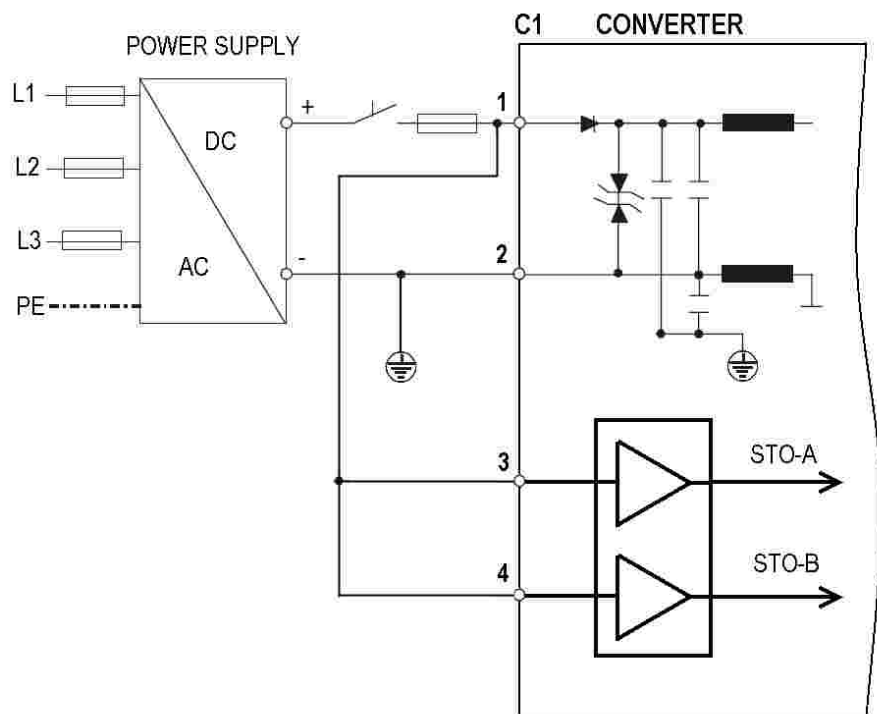 C1 CONVERTER
POWER SUPPLY
L1
+
1
DC
L2
L3
AC
-
2
PE
3
STO-A
4
STO-B